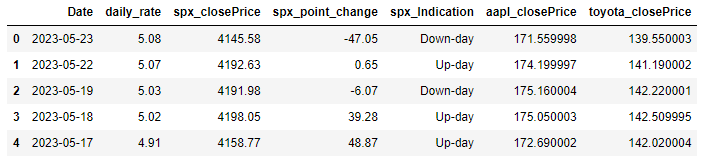 Date daily_rate spx_closePrice spx_point_change spx_Indication aapl_closePrice toyota_closePrice
0 2023-05-23 5.08 4145.58 -47.05 Down-day 171.559998 139.550003
1 2023-05-22 5.07 4192.63 0.65 Up-day 174.199997 141.190002
2 2023-05-19 5.03 4191.98 -6.07 Down-day 175.160004 142.220001
3 2023-05-18 5.02 4198.05 39.28 Up-day 175.050003 142.509995
4 2023-05-17 4.91 4158.77 48.87 Up-day 172.690002 142.020004